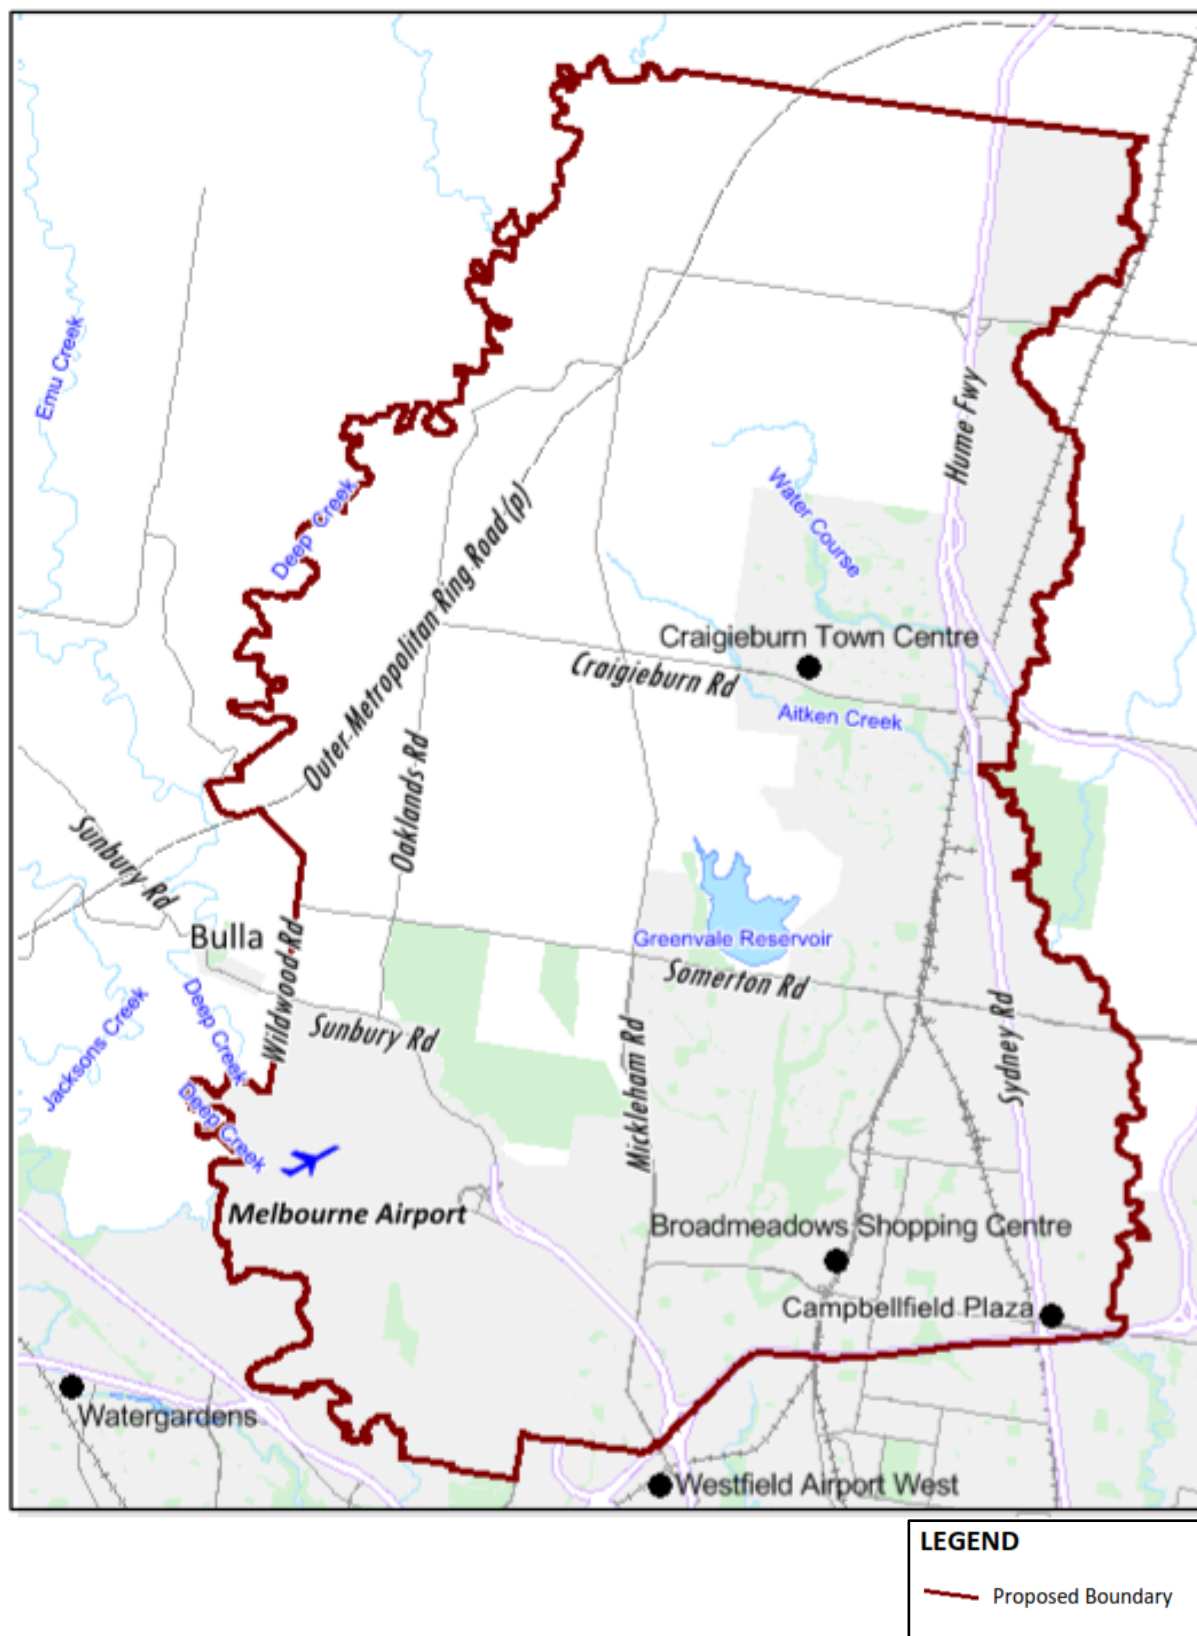 Emu Creek
Hume Fwy
Deep Creek
Water Course
Outer Metropolitan Ring Road (p)
Craigieburn Town Centre
Craigieburn Rd
Aitken Creek
Oaklands Rd
Sunbury Rd
Bulla
Wildwood Rd
Greenvale Reservoir
Somerton Rd
Jacksons Creek
Deep Creek
Sunbury Rd
Mickleham Rd
Sydney Rd
Deep Creek
Melbourne Airport
Broadmeadows Shopping Centre
Campbellfield Plaza
Watergardens
Westfield Airport West
LEGEND
Proposed Boundary